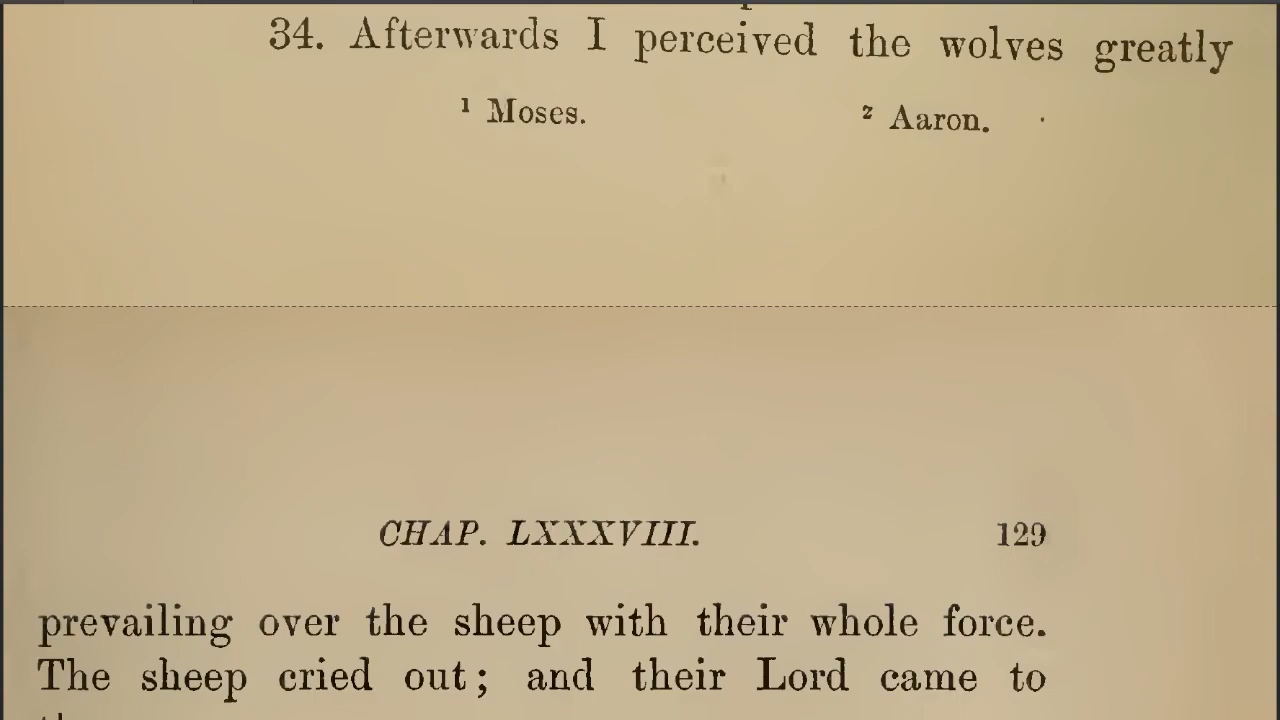 34. Afterwards I perceived the wolves greatly
¹ Moses. ² Aaron.
CHAP. LXXXVIII. 129
prevailing over the sheep with their whole force.
The sheep cried out; and their Lord came to